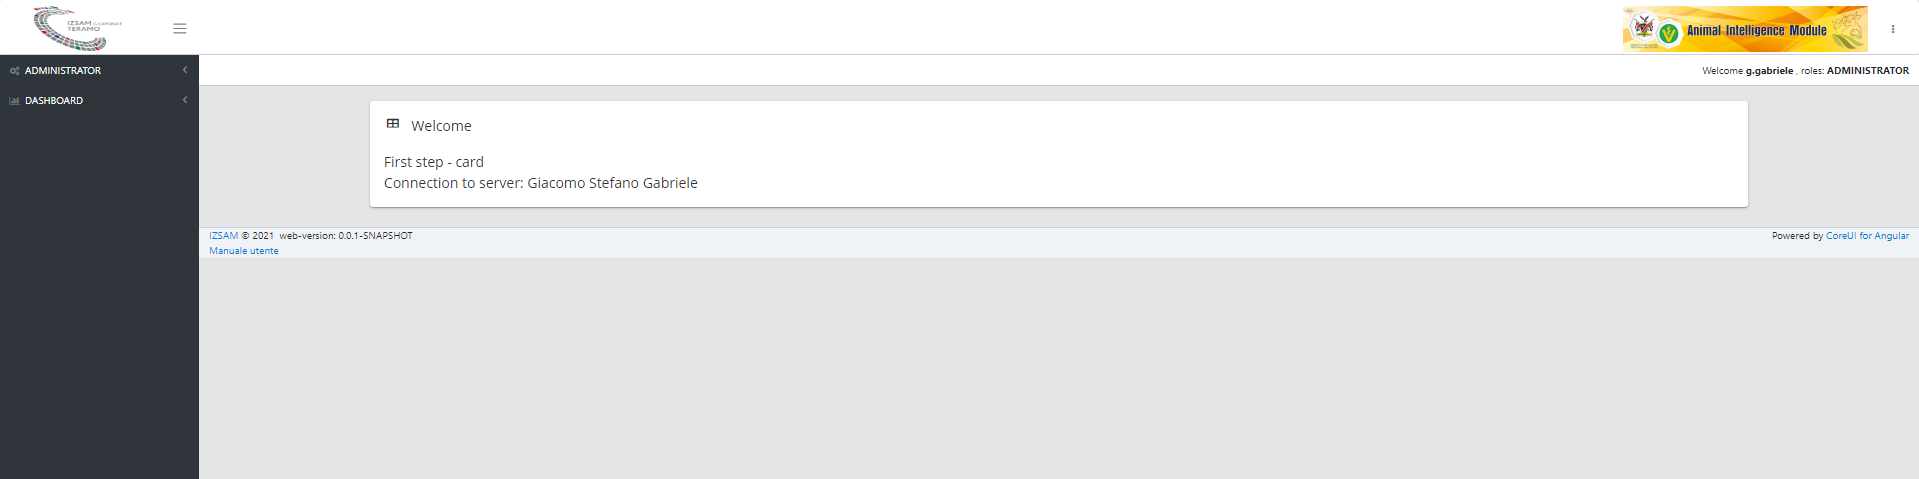 IZSAM G.CAPORALE
TERAMO
Animal Intelligence Module
ADMINISTRATOR
Welcome g.gabriele , roles: ADMINISTRATOR
DASHBOARD
Welcome
First step - card
Connection to server: Giacomo Stefano Gabriele
IZSAM © 2021 web-version: 0.0.1-SNAPSHOT
Powered by CoreUI for Angular
Manuale utente